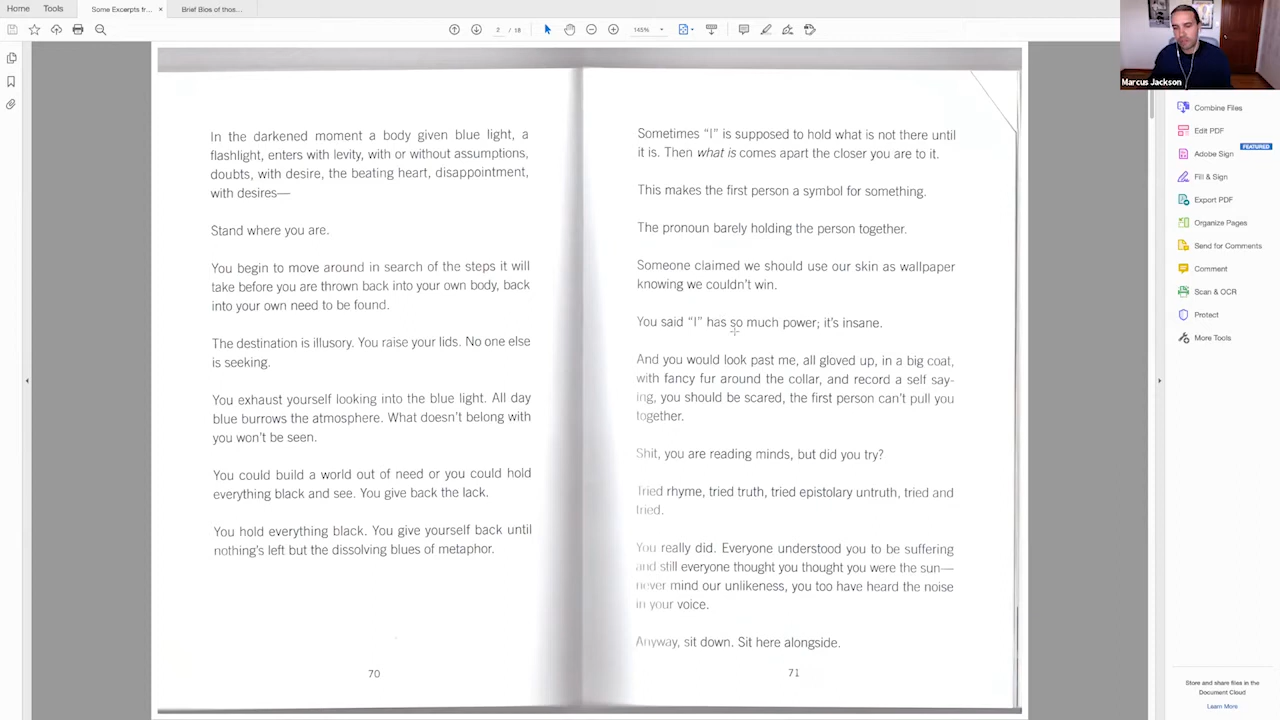 Home
Tools
Some Excerpts fr...
Brief Bios of thos...
2 / 18
145%
Marcus Jackson
In the darkened moment a body given blue light, a
flashlight, enters with levity, with or without assumptions,
doubts, with desire, the beating heart, disappointment,
with desires—
Stand where you are.
You begin to move around in search of the steps it will
take before you are thrown back into your own body, back
into your own need to be found.
The destination is illusory. You raise your lids. No one else
is seeking.
You exhaust yourself looking into the blue light. All day
blue burrows the atmosphere. What doesn't belong with
you won't be seen.
You could build a world out of need or you could hold
everything black and see. You give back the lack.
You hold everything black. You give yourself back until
nothing's left but the dissolving blues of metaphor.
70
Sometimes "I" is supposed to hold what is not there until
it is. Then what is comes apart the closer you are to it.
This makes the first person a symbol for something.
The pronoun barely holding the person together.
Someone claimed we should use our skin as wallpaper
knowing we couldn't win.
You said "I" has so much power; it's insane.
And you would look past me, all gloved up, in a big coat,
with fancy fur around the collar, and record a self say-
ing, you should be scared, the first person can't pull you
together.
Shit, you are reading minds, but did you try?
Tried rhyme, tried truth, tried epistolary untruth, tried and
tried.
You really did. Everyone understood you to be suffering
and still everyone thought you thought you were the sun—
never mind our unlikeness, you too have heard the noise
in your voice.
Anyway, sit down. Sit here alongside.
71
Combine Files
Edit PDF
Adobe Sign
FEATURED
Fill & Sign
Export PDF
Organize Pages
Send for Comments
Comment
Scan & OCR
Protect
More Tools
Store and share files in the
Document Cloud
Learn More